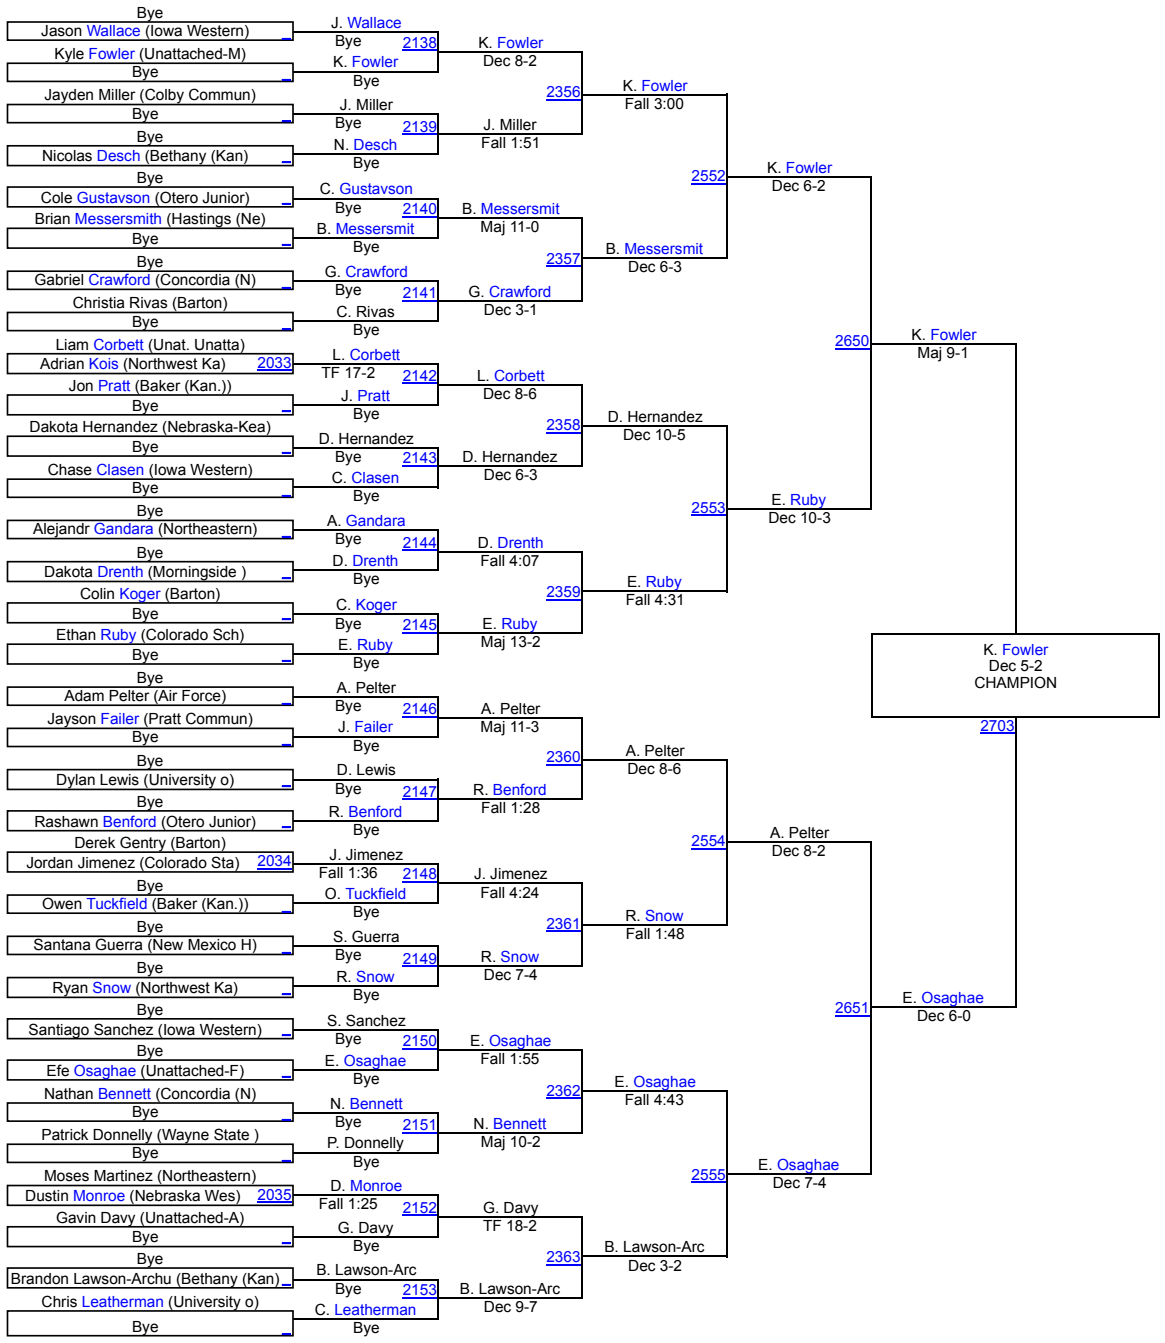 Bye
Jason Wallace (Iowa Western)
Kyle Fowler (Unattached-M)
Bye
Jayden Miller (Colby Commun)
Bye
Bye
Nicolas Desch (Bethany (Kan)
Bye
Cole Gustavson (Otero Junior)
Brian Messersmith (Hastings (Ne)
Bye
Bye
Gabriel Crawford (Concordia (N)
Christia Rivas (Barton)
Bye
Liam Corbett (Unat. Unatta)
Adrian Kois (Northwest Ka) 2033
Jon Pratt (Baker (Kan.))
Bye
Dakota Hernandez (Nebraska-Kea)
Bye
Chase Clasen (Iowa Western)
Bye
Bye
Alejandr Gandara (Northeastern)
Bye
Dakota Drenth (Morningside )
Colin Koger (Barton)
Bye
Ethan Ruby (Colorado Sch)
Bye
Bye
Adam Pelter (Air Force)
Jayson Failer (Pratt Commun)
Bye
Bye
Dylan Lewis (University o)
Bye
Rashawn Benford (Otero Junior)
Derek Gentry (Barton)
Jordan Jimenez (Colorado Sta) 2034
Bye
Owen Tuckfield (Baker (Kan.))
Bye
Santana Guerra (New Mexico H)
Bye
Ryan Snow (Northwest Ka)
Bye
Santiago Sanchez (Iowa Western)
Bye
Efe Osaghae (Unattached-F)
Nathan Bennett (Concordia (N)
Bye
Patrick Donnelly (Wayne State )
Bye
Moses Martinez (Northeastern)
Dustin Monroe (Nebraska Wes) 2035
Gavin Davy (Unattached-A)
Bye
Bye
Brandon Lawson-Archu (Bethany (Kan)
Chris Leatherman (University o)
Bye
J. Wallace
Bye 2138
K. Fowler
Bye
J. Miller
Bye 2139
N. Desch
Bye
C. Gustavson
Bye 2140
B. Messersmit
Bye
G. Crawford
Bye 2141
C. Rivas
Bye
L. Corbett
TF 17-2 2142
J. Pratt
Bye
D. Hernandez
Bye 2143
C. Clasen
Bye
A. Gandara
Bye 2144
D. Drenth
Bye
C. Koger
Bye 2145
E. Ruby
Bye
A. Pelter
Bye 2146
J. Failer
Bye
D. Lewis
Bye 2147
R. Benford
Bye
J. Jimenez
Fall 1:36 2148
O. Tuckfield
Bye
S. Guerra
Bye 2149
R. Snow
Bye
S. Sanchez
Bye 2150
E. Osaghae
Bye
N. Bennett
Bye 2151
P. Donnelly
Bye
D. Monroe
Fall 1:25 2152
G. Davy
Bye
B. Lawson-Arc
Bye 2153
C. Leatherman
Bye
K. Fowler
Dec 8-2
2356
J. Miller
Fall 1:51
B. Messersmit
Maj 11-0
2357
G. Crawford
Dec 3-1
L. Corbett
Dec 8-6
2358
D. Hernandez
Dec 6-3
D. Drenth
Fall 4:07
2359
E. Ruby
Maj 13-2
A. Pelter
Maj 11-3
2360
R. Benford
Fall 1:28
J. Jimenez
Fall 4:24
2361
R. Snow
Dec 7-4
E. Osaghae
Fall 1:55
2362
N. Bennett
Maj 10-2
G. Davy
TF 18-2
2363
B. Lawson-Arc
Dec 9-7
K. Fowler
Fall 3:00
2552
B. Messersmit
Dec 6-3
D. Hernandez
Dec 10-5
2553
E. Ruby
Fall 4:31
A. Pelter
Dec 8-6
2554
R. Snow
Fall 1:48
E. Osaghae
Fall 4:43
2555
B. Lawson-Arc
Dec 3-2
K. Fowler
Dec 6-2
2650
E. Ruby
Dec 10-3
A. Pelter
Dec 8-2
2651
E. Osaghae
Dec 7-4
K. Fowler
Maj 9-1
E. Osaghae
Dec 6-0
K. Fowler
Dec 5-2
CHAMPION
2703